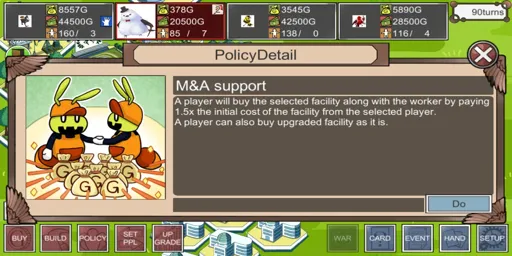 8557G
44500G
160/ 3
378G
20500G
85 / 7
3545G
42500G
138/ 0
5890G
28500G
116/ 4
90turns
PolicyDetail
M&A support
A player will buy the selected facility along with the worker by paying
1.5x the initial cost of the facility from the selected player.
A player can also buy upgraded facility as it is.
G G G
Do
BUY
BUILD
POLICY
SET
PPL
UP
GRADE
WAR
CARD
EVENT
HAND
SETUP